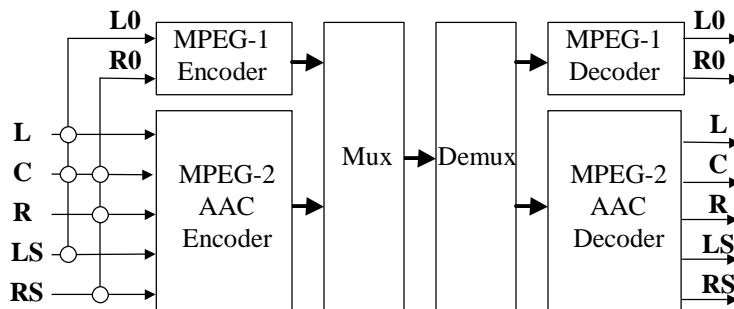 L0
R0
MPEG-1
Encoder
MPEG-1
Decoder
L0
R0
L
C
R
LS
RS
MPEG-2
AAC
Encoder
Mux
Demux
MPEG-2
AAC
Decoder
L
C
R
LS
RS